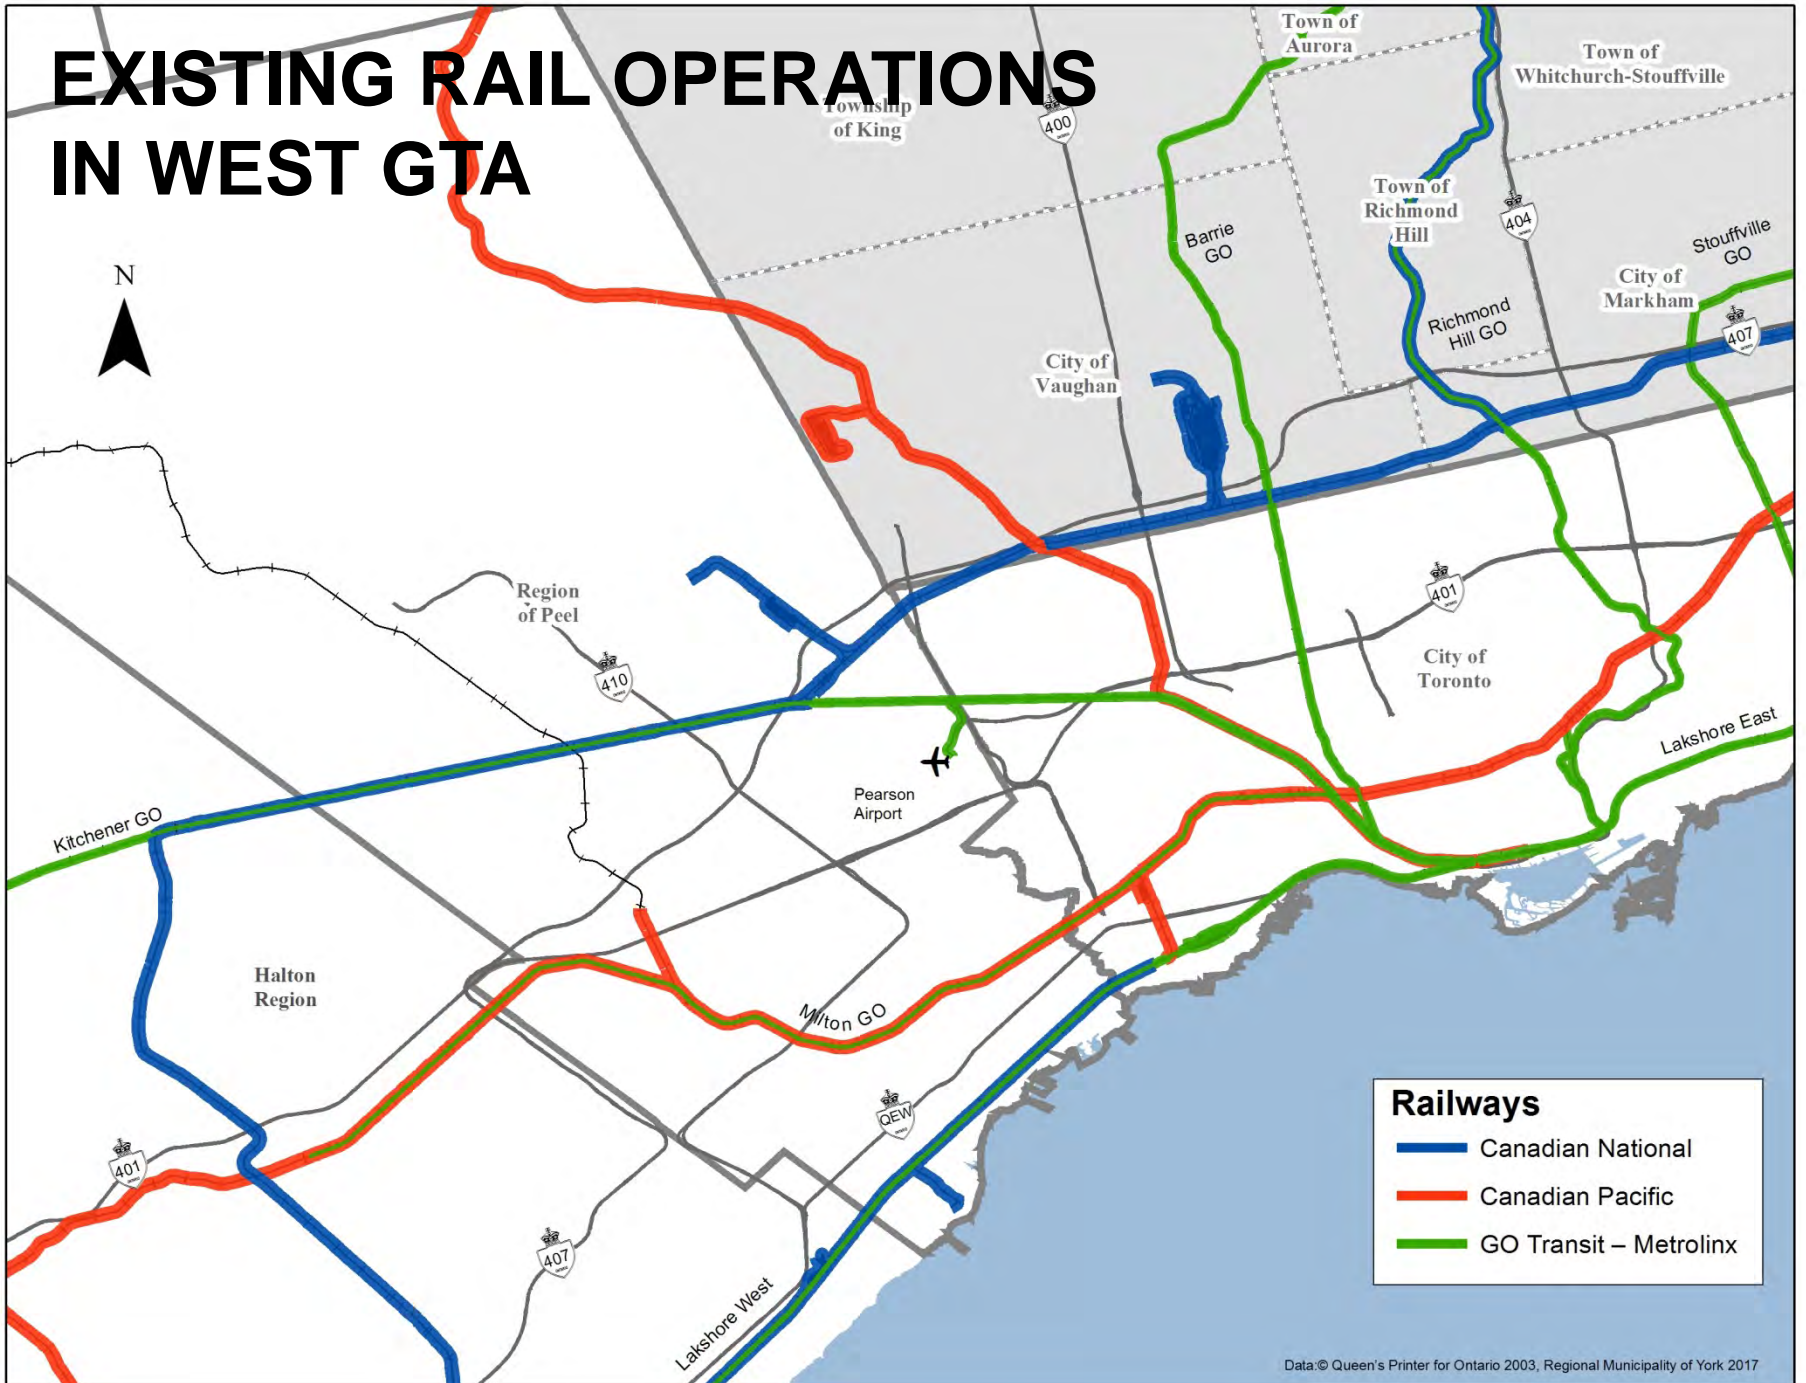 EXISTING RAIL OPERATIONS
IN WEST GTA
Town of
Aurora
Town of
Whitchurch-Stouffville
Township
of King
400
Town of
Richmond
Hill
404
Barrie
GO
Stouffville
GO
City of
Markham
N
Richmond
Hill GO
407
City of
Vaughan
Region
of Peel
401
410
City of
Toronto
Lakshore East
Pearson
Airport
Kitchener GO
Halton
Region
Milton GO
QEW
401
407
Lakshore West
Railways
Canadian National
Canadian Pacific
GO Transit – Metrolinx
Data:© Queen's Printer for Ontario 2003, Regional Municipality of York 2017